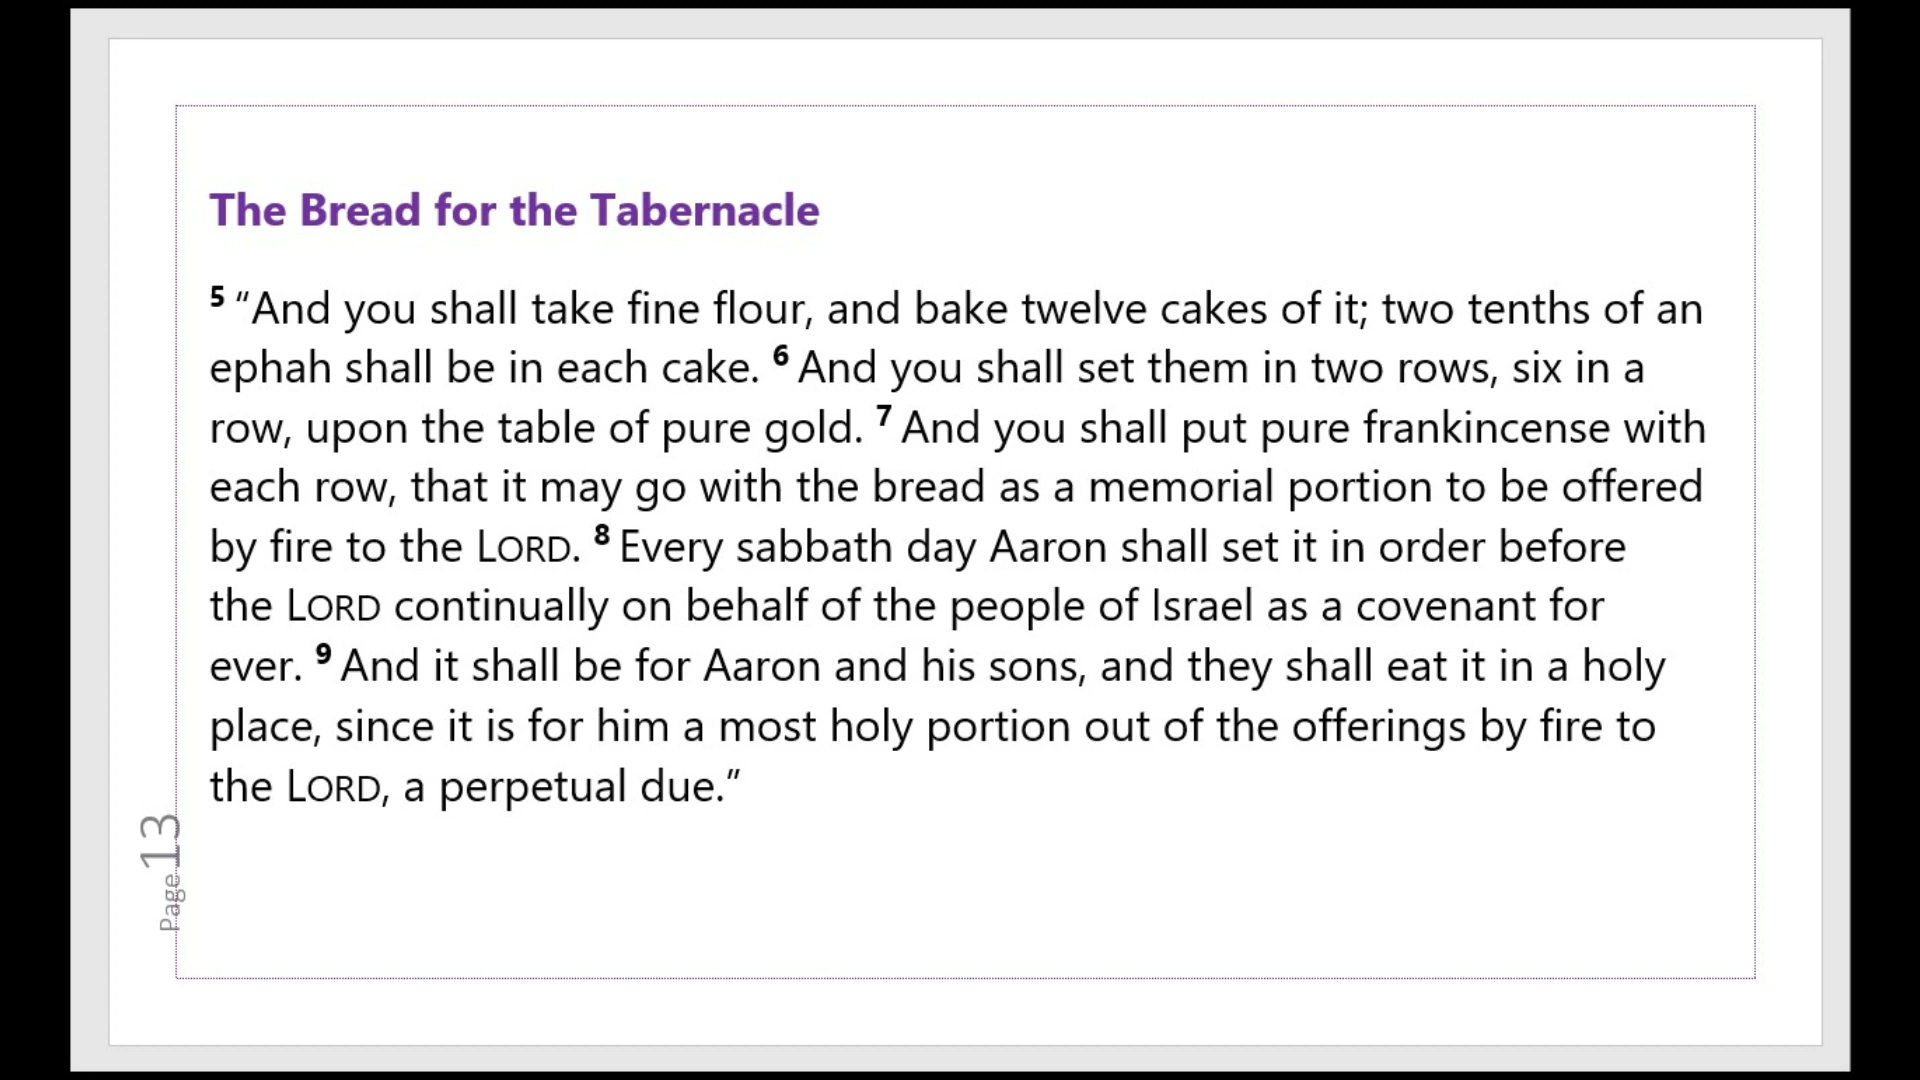 The Bread for the Tabernacle
5 “And you shall take fine flour, and bake twelve cakes of it; two tenths of an
ephah shall be in each cake. 6 And you shall set them in two rows, six in a
row, upon the table of pure gold. 7 And you shall put pure frankincense with
each row, that it may go with the bread as a memorial portion to be offered
by fire to the LORD. 8 Every sabbath day Aaron shall set it in order before
the LORD continually on behalf of the people of Israel as a covenant for
ever. 9 And it shall be for Aaron and his sons, and they shall eat it in a holy
place, since it is for him a most holy portion out of the offerings by fire to
the LORD, a perpetual due.”
Page 13